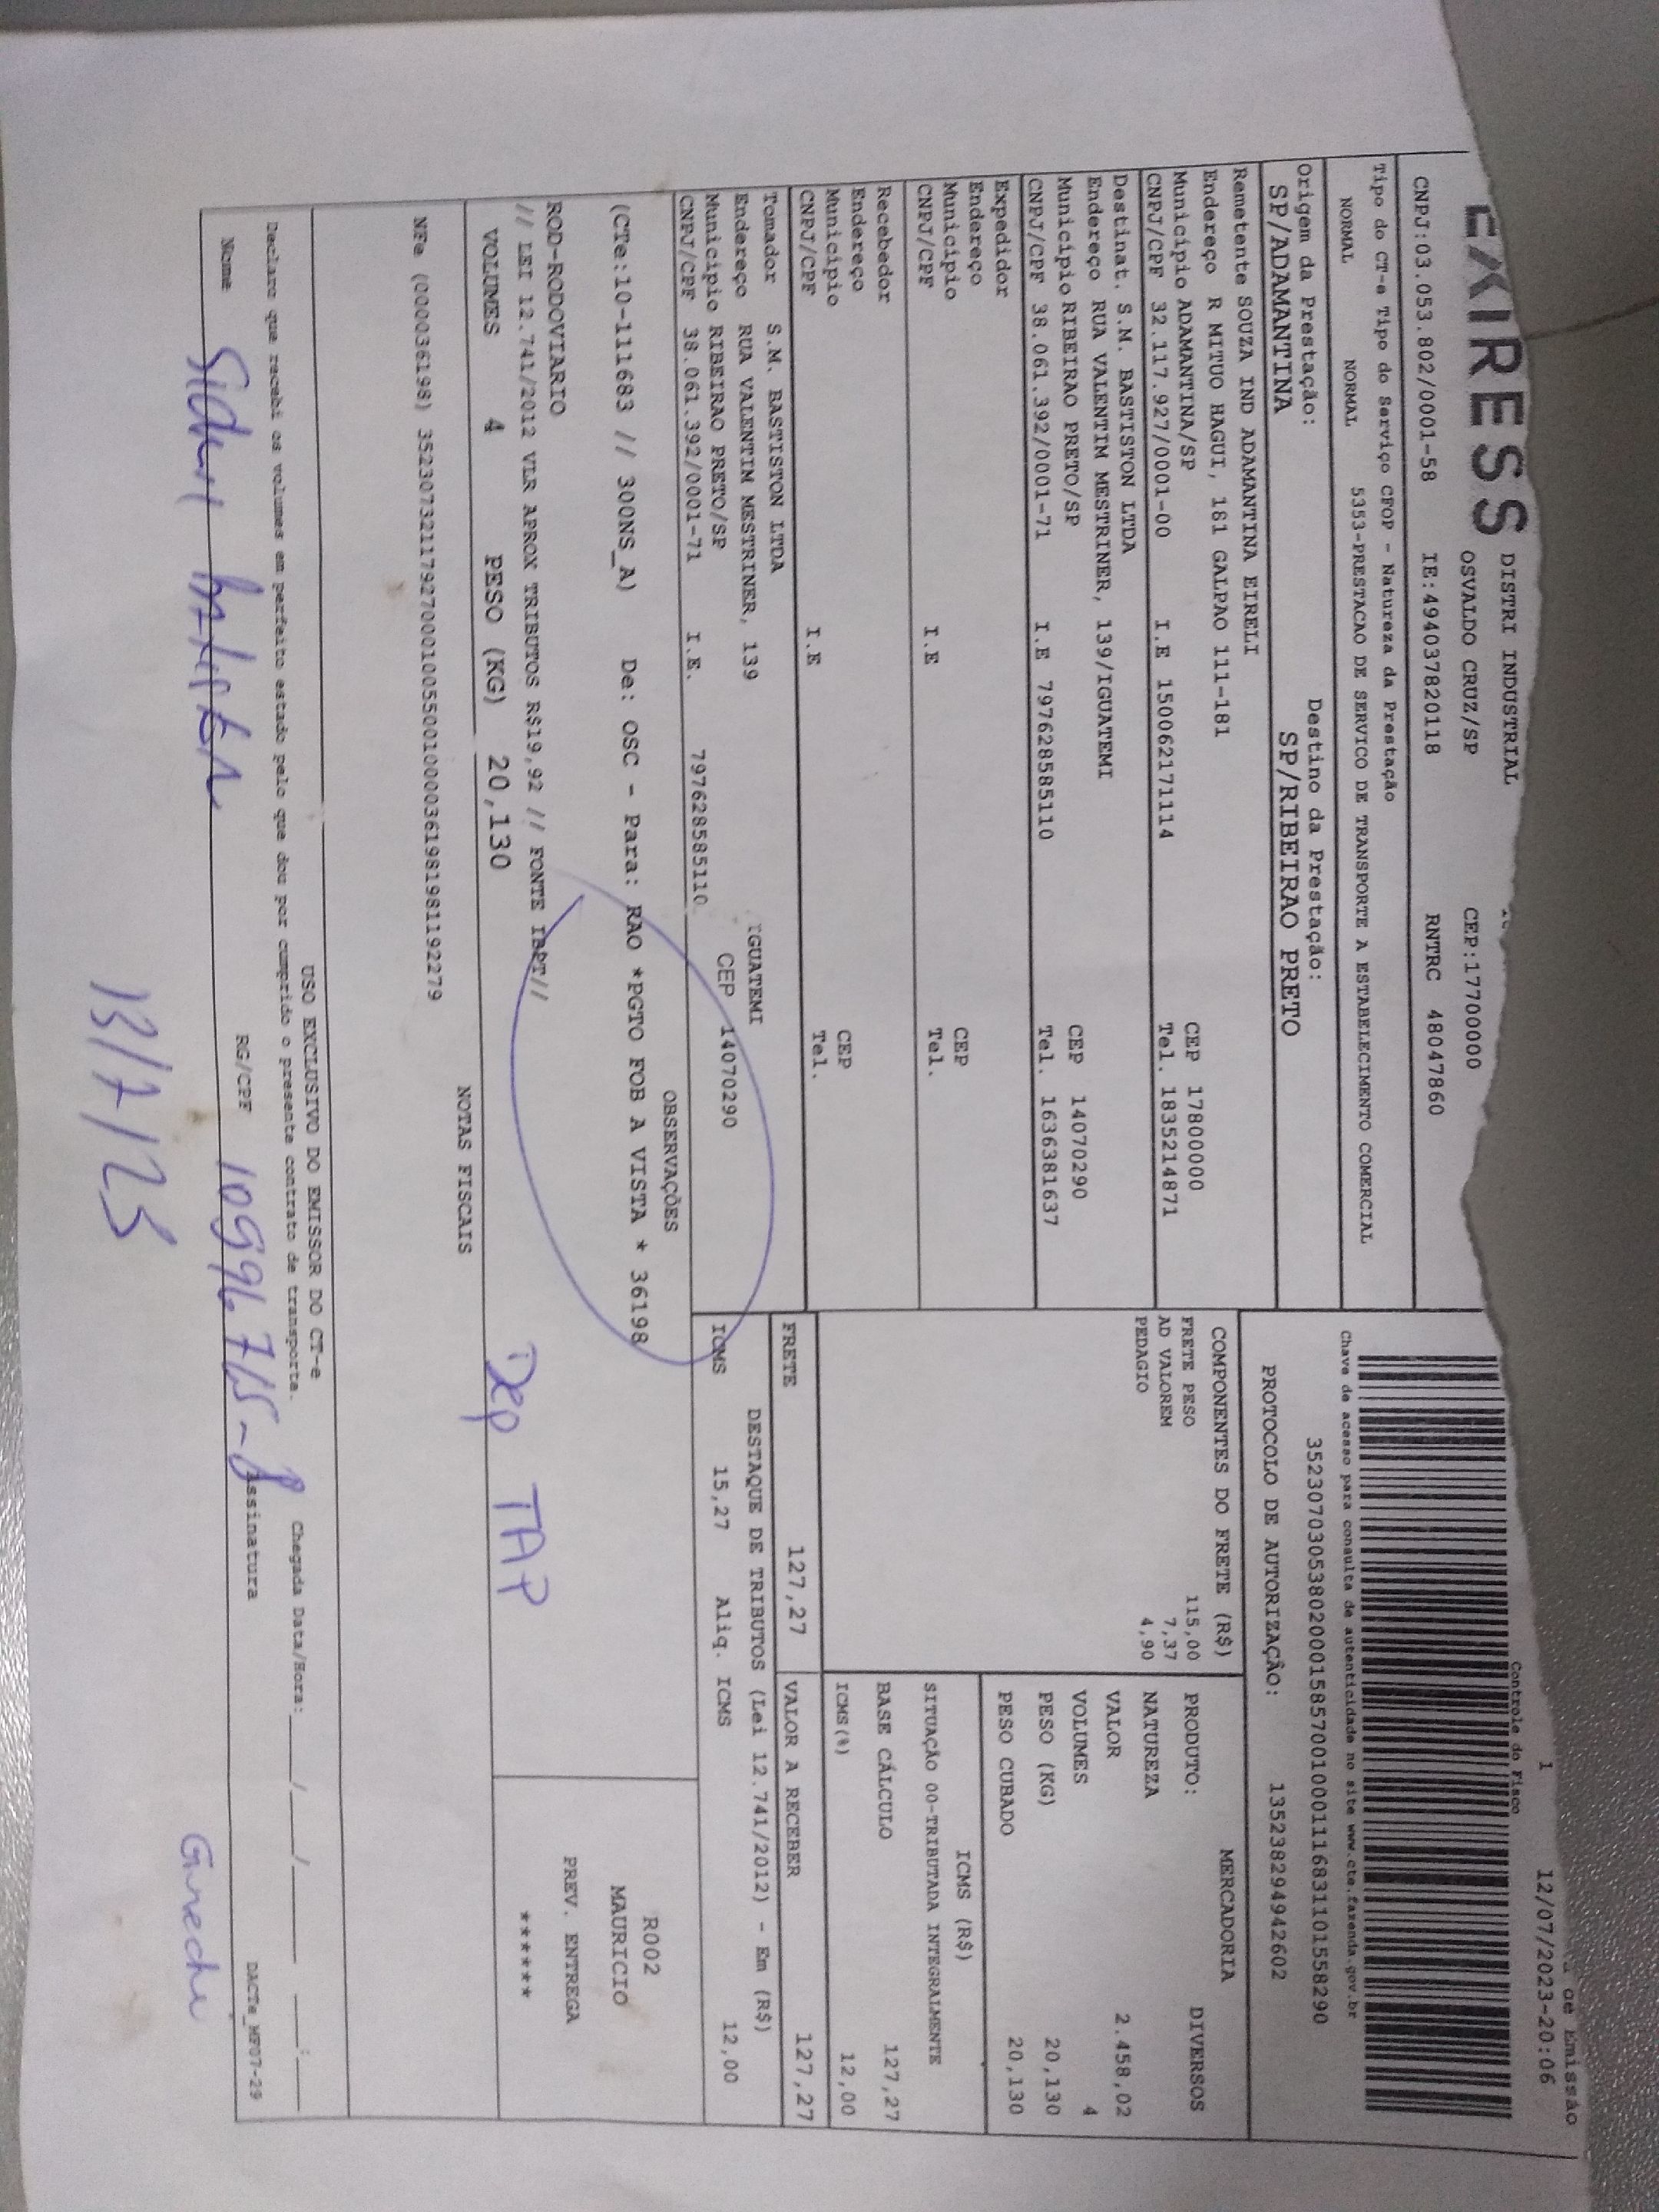 EXPRESS
DISTRI INDUSTRIAL
OSVALDO CRUZ/SP CEP:17700000
CNPJ:03.053.802/0001-58 IE:494037820118 RNTRC 48047860
de Emissão
1 12/07/2023-20:06
Controle do Fisco
Tipo do CT-e Tipo do Serviço CFOP - Natureza da Prestação
NORMAL NORMAL 5353-PRESTACAO DE SERVICO DE TRANSPORTE A ESTABELECIMENTO COMERCIAL
Chave de acesso para consulta de autenticidade no site www.cte.fazenda.gov.br
35230703053802000158570010001116831101558290
PROTOCOLO DE AUTORIZAÇÃO: 135238294942602
Origem da Prestação: Destino da Prestação:
SP/ADAMANTINA SP/RIBEIRAO PRETO
Remetente SOUZA IND ADAMANTINA EIRELI
Endereço R MITUO HAGUI, 181 GALPAO 111-181
Município ADAMANTINA/SP CEP 17800000
CNPJ/CPF 32.117.927/0001-00 I.E 150062171114 Tel. 1835214871
Destinat. S.M. BASTISTON LTDA
Endereço RUA VALENTIM MESTRINER, 139/IGUATEMI
Município RIBEIRAO PRETO/SP CEP 14070290
CNPJ/CPF 38.061.392/0001-71 I.E 797628585110 Tel. 1636381637
Expedidor
Endereço
Município CEP
CNPJ/CPF I.E Tel.
Recebedor
Endereço
Município CEP
CNPJ/CPF I.E Tel.
Tomador S.M. BASTISTON LTDA
Endereço RUA VALENTIM MESTRINER, 139 IGUATEMI
Município RIBEIRAO PRETO/SP CEP 14070290
CNPJ/CPF 38.061.392/0001-71 I.E. 797628585110
COMPONENTES DO FRETE (R$)
FRETE PESO 115,00
AD VALOREM 7,37
PEDAGIO 4,90
MERCADORIA
PRODUTO: DIVERSOS
NATUREZA
VALOR 2.458,02
VOLUMES 4
PESO (KG) 20,130
PESO CUBADO 20,130
ICMS (R$)
SITUAÇÃO 00-TRIBUTADA INTEGRALMENTE
BASE CÁLCULO 127,27
ICMS(%) 12,00
FRETE 127,27 VALOR A RECEBER 127,27
DESTAQUE DE TRIBUTOS (Lei 12.741/2012) - Em (R$)
ICMS 15,27 Aliq. ICMS 12,00
OBSERVAÇÕES
(CTe:10-111683 // 300NS_A) De: OSC - Para: RAO *PGTO FOB A VISTA * 36198
ROD-RODOVIARIO
// LEI 12.741/2012 VLR APROX TRIBUTOS R$19,92 // FONTE IBPT//
R002
MAURICIO
PREV. ENTREGA
******
VOLUMES 4 PESO (KG) 20,130
Dep TAP
NOTAS FISCAIS
NFe (000036198) 35230732117927000100550010000361981981192279
USO EXCLUSIVO DO EMISSOR DO CT-e
Declaro que recebi os volumes em perfeito estado pelo que dou por cumprido o presente contrato de transporte. Chegada Data/Hora:____/____/____ ____:____
Nome RG/CPF Assinatura
DACTe_MF07-29
13/7/23